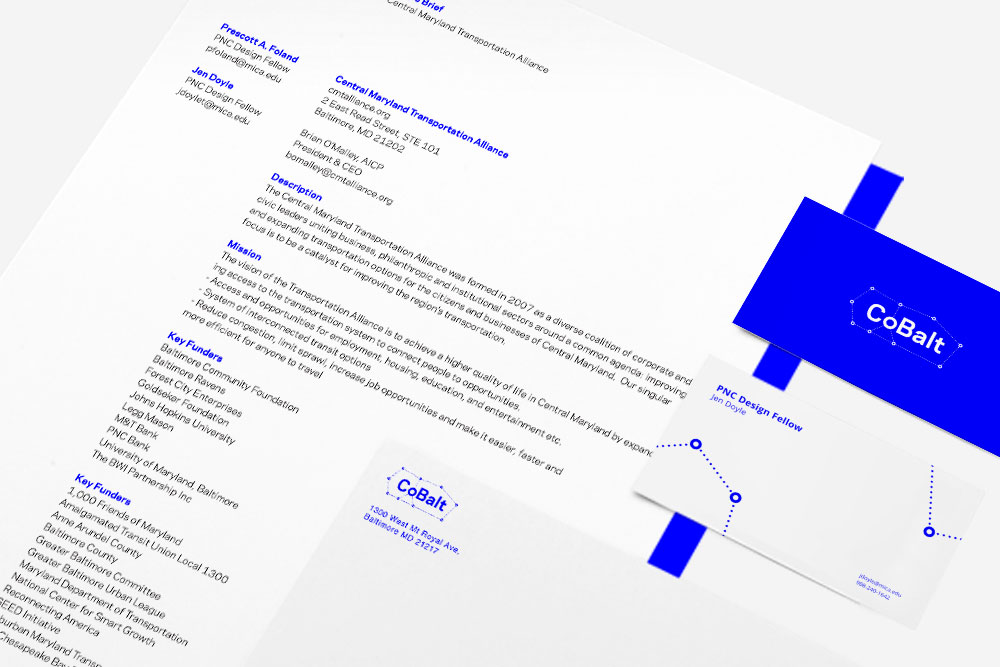 Brief
Central Maryland Transportation Alliance
Prescott A. Foland
PNC Design Fellow
pfoland@mica.edu
Jen Doyle
PNC Design Fellow
jdoylet@mica.edu
Central Maryland Transportation Alliance
cmtalliance.org
2 East Read Street, STE 101
Baltimore, MD 21202
Brian O'Malley, AICP
President & CEO
bomalley@cmtalliance.org
Description
The Central Maryland Transportation Alliance was formed in 2007 as a diverse coalition of corporate and
civic leaders uniting business, philanthropic and institutional sectors around a common agenda: improving
and expanding transportation options for the citizens and businesses of Central Maryland. Our singular
focus is to be a catalyst for improving the region's transportation.
Mission
The vision of the Transportation Alliance is to achieve a higher quality of life in Central Maryland by expand
ing access to the transportation system to connect people to opportunities.
- Access and opportunities for employment, housing, education, and entertainment etc.
- System of interconnected transit options
- Reduce congestion, limit sprawl, increase job opportunities and make it easier, faster and
more efficient for anyone to travel
Key Funders
Baltimore Community Foundation
Baltimore Ravens
Forest City Enterprises
Goldseker Foundation
Johns Hopkins University
Legg Mason
M&T Bank
PNC Bank
University of Maryland, Baltimore
The BWI Partnership Inc
Key Funders
1,000 Friends of Maryland
Amalgamated Transit Union Local 1300
Anne Arundel County
Baltimore County
Greater Baltimore Committee
Greater Baltimore Urban League
Maryland Department of Transportation
National Center for Smart Growth
Reconnecting America
SEED Initiative
burban Maryland Transp
Chesapeake Bay
CoBalt
1300 West Mt Royal Ave.
Baltimore MD 21217
CoBalt
PNC Design Fellow
Jen Doyle
jdoyle@mica.edu